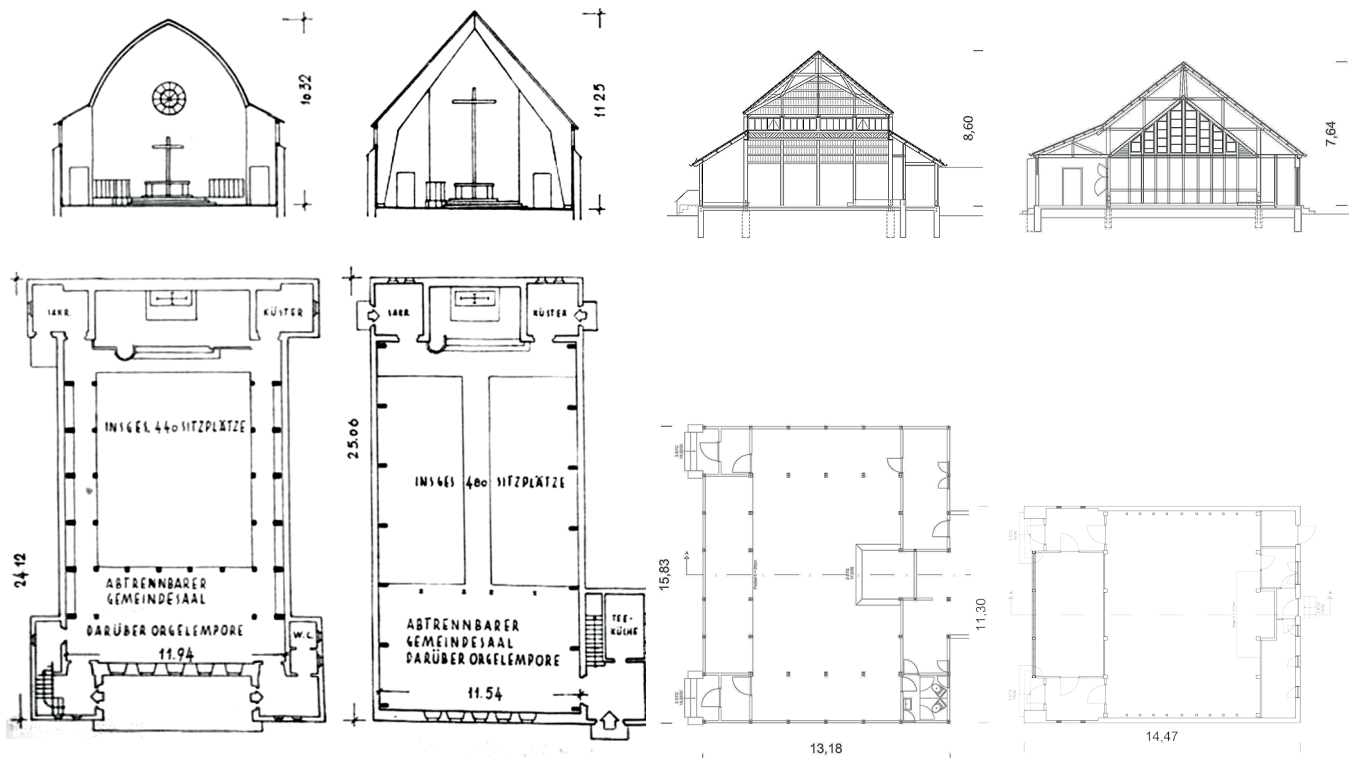 10.32
11.25
8,60
7,64
SAKR.
KÜSTER
24.12
INSGES. 440 SITZPLÄTZE
ABTRENNBARER
GEMEINDESAAL
DARÜBER ORGELEMPORE
W.C.
11.94
25.06
SAKR.
KÜSTER
INSGES. 480 SITZPLÄTZE
ABTRENNBARER
GEMEINDESAAL
DARÜBER ORGELEMPORE
TEE-
KÜCHE
11.54
15,83
13,18
11,30
14,47